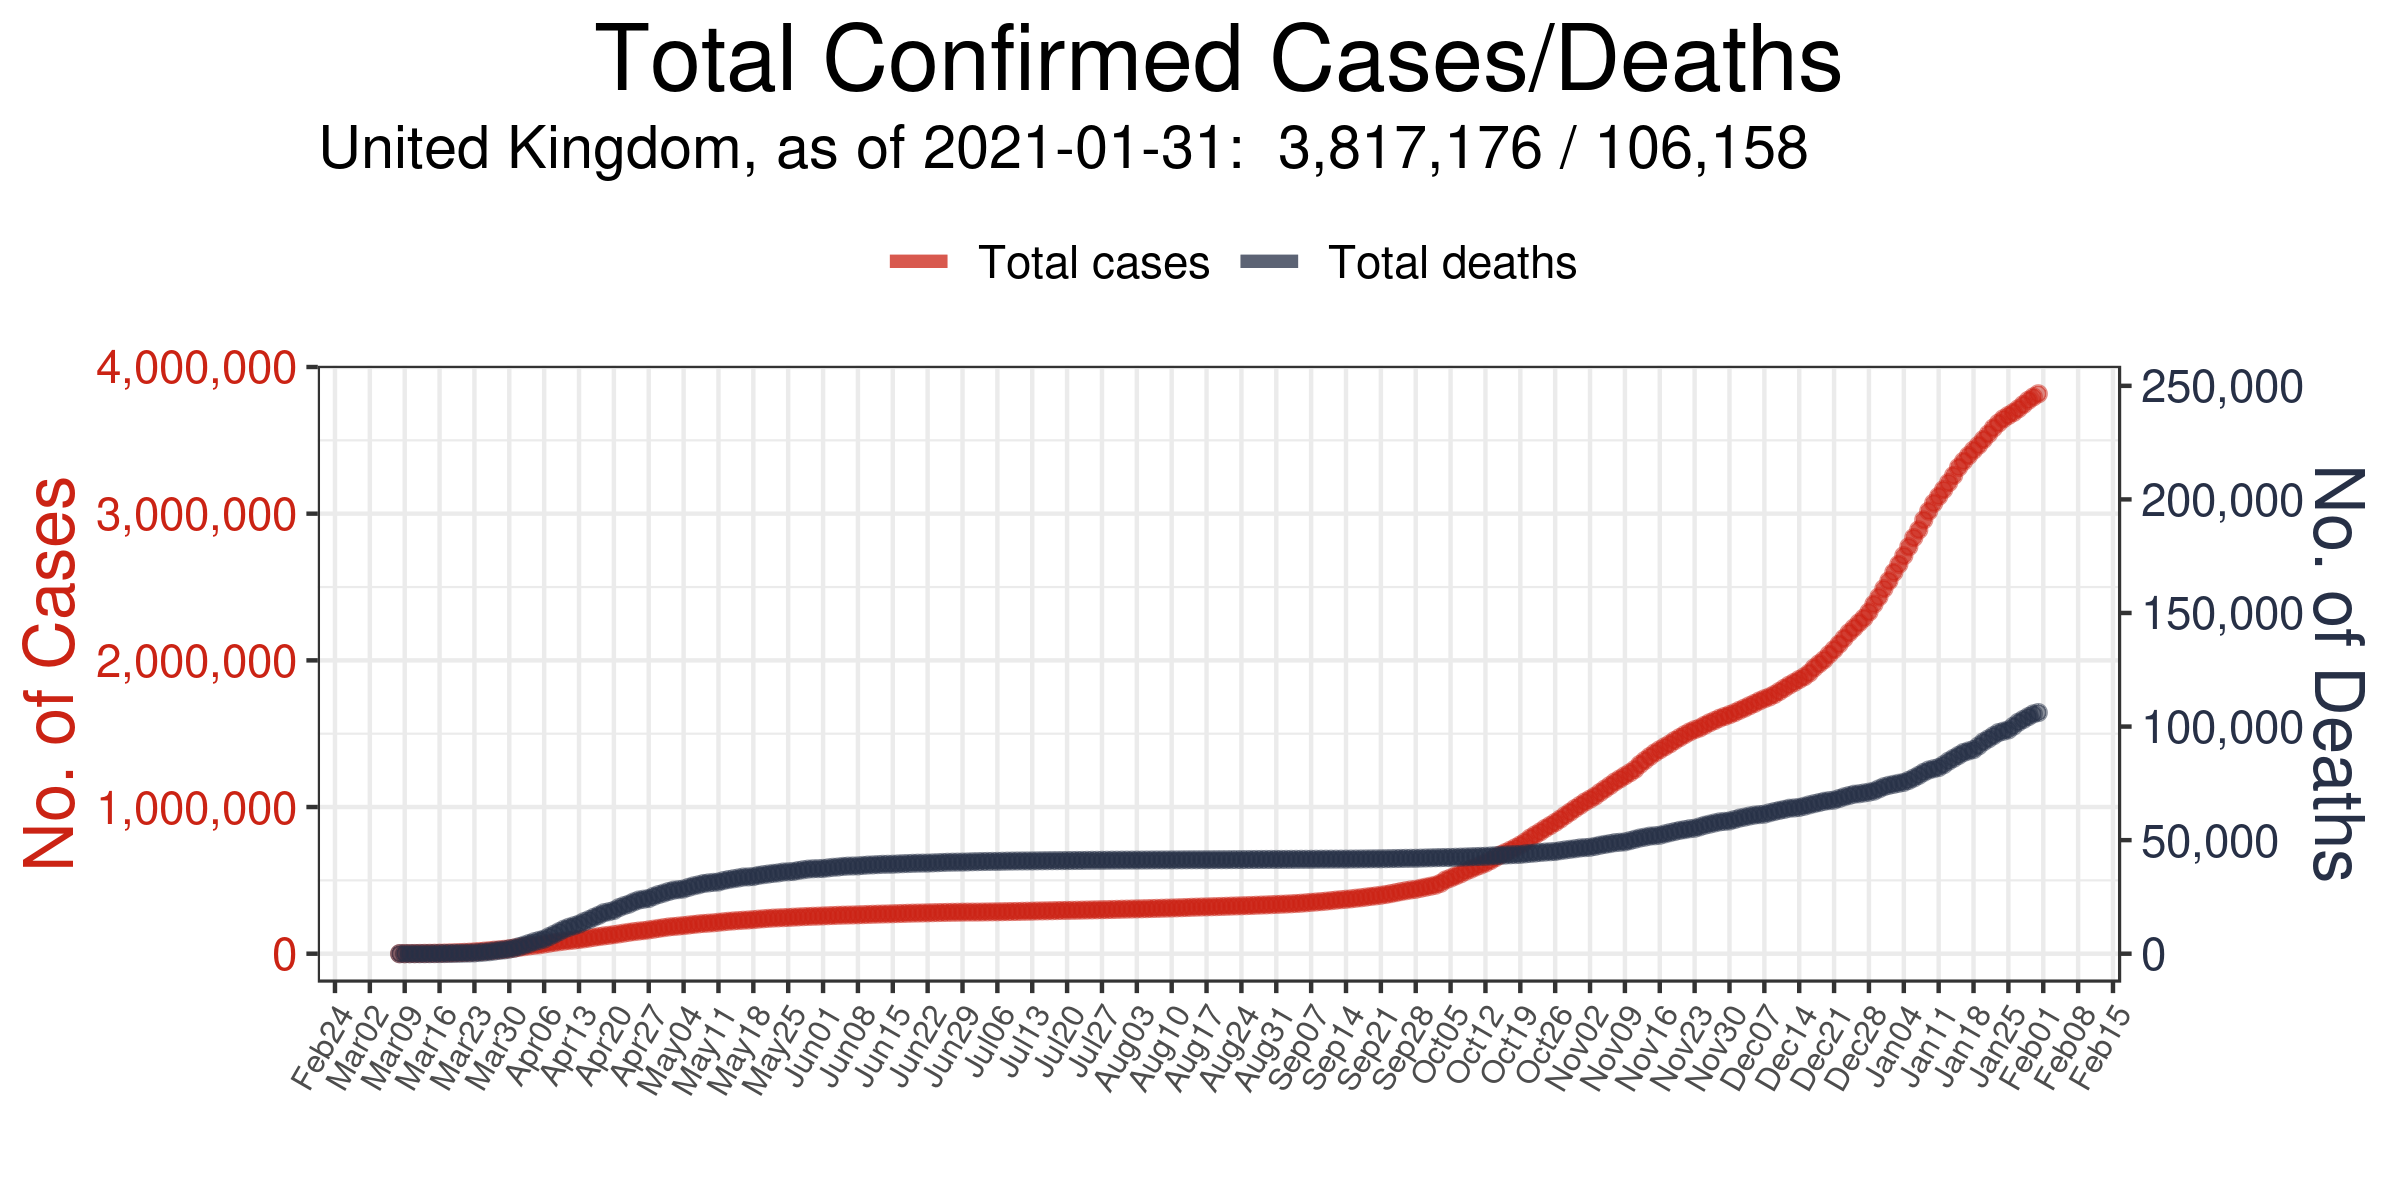 Total Confirmed Cases/Deaths
United Kingdom, as of 2021-01-31:  3,817,176 / 106,158
Total cases
Total deaths
No. of Cases
4,000,000
3,000,000
2,000,000
1,000,000
0
250,000
200,000
150,000
100,000
50,000
0
No. of Deaths
Feb24
Mar02
Mar09
Mar16
Mar23
Mar30
Apr06
Apr13
Apr20
Apr27
May04
May11
May18
May25
Jun01
Jun08
Jun15
Jun22
Jun29
Jul06
Jul13
Jul20
Jul27
Aug03
Aug10
Aug17
Aug24
Aug31
Sep07
Sep14
Sep21
Sep28
Oct05
Oct12
Oct19
Oct26
Nov02
Nov09
Nov16
Nov23
Nov30
Nov07
Dec14
Dec21
Dec28
Dec04
Jan11
Jan18
Jan25
Feb01
Feb08
Feb15